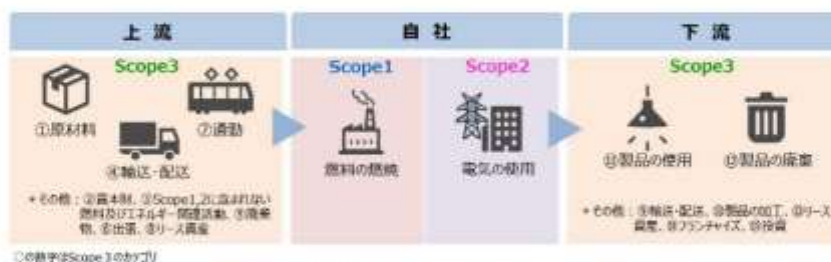 上流
自社
下流
Scope3
Scope1
Scope2
Scope3
①原材料
⑦通勤
④輸送・配送
燃料の燃焼
電気の使用
⑪製品の使用
⑫製品の廃棄
*その他：②資本財、③Scope1,2に含まれない
燃料及びエネルギー関連活動、⑤廃棄
物、⑥出張、⑧リース資産
*その他：⑨輸送・配送、⑩製品の加工、⑬リース
資産、⑭フランチャイズ、⑮投資
○の数字はScope 3のカテゴリ